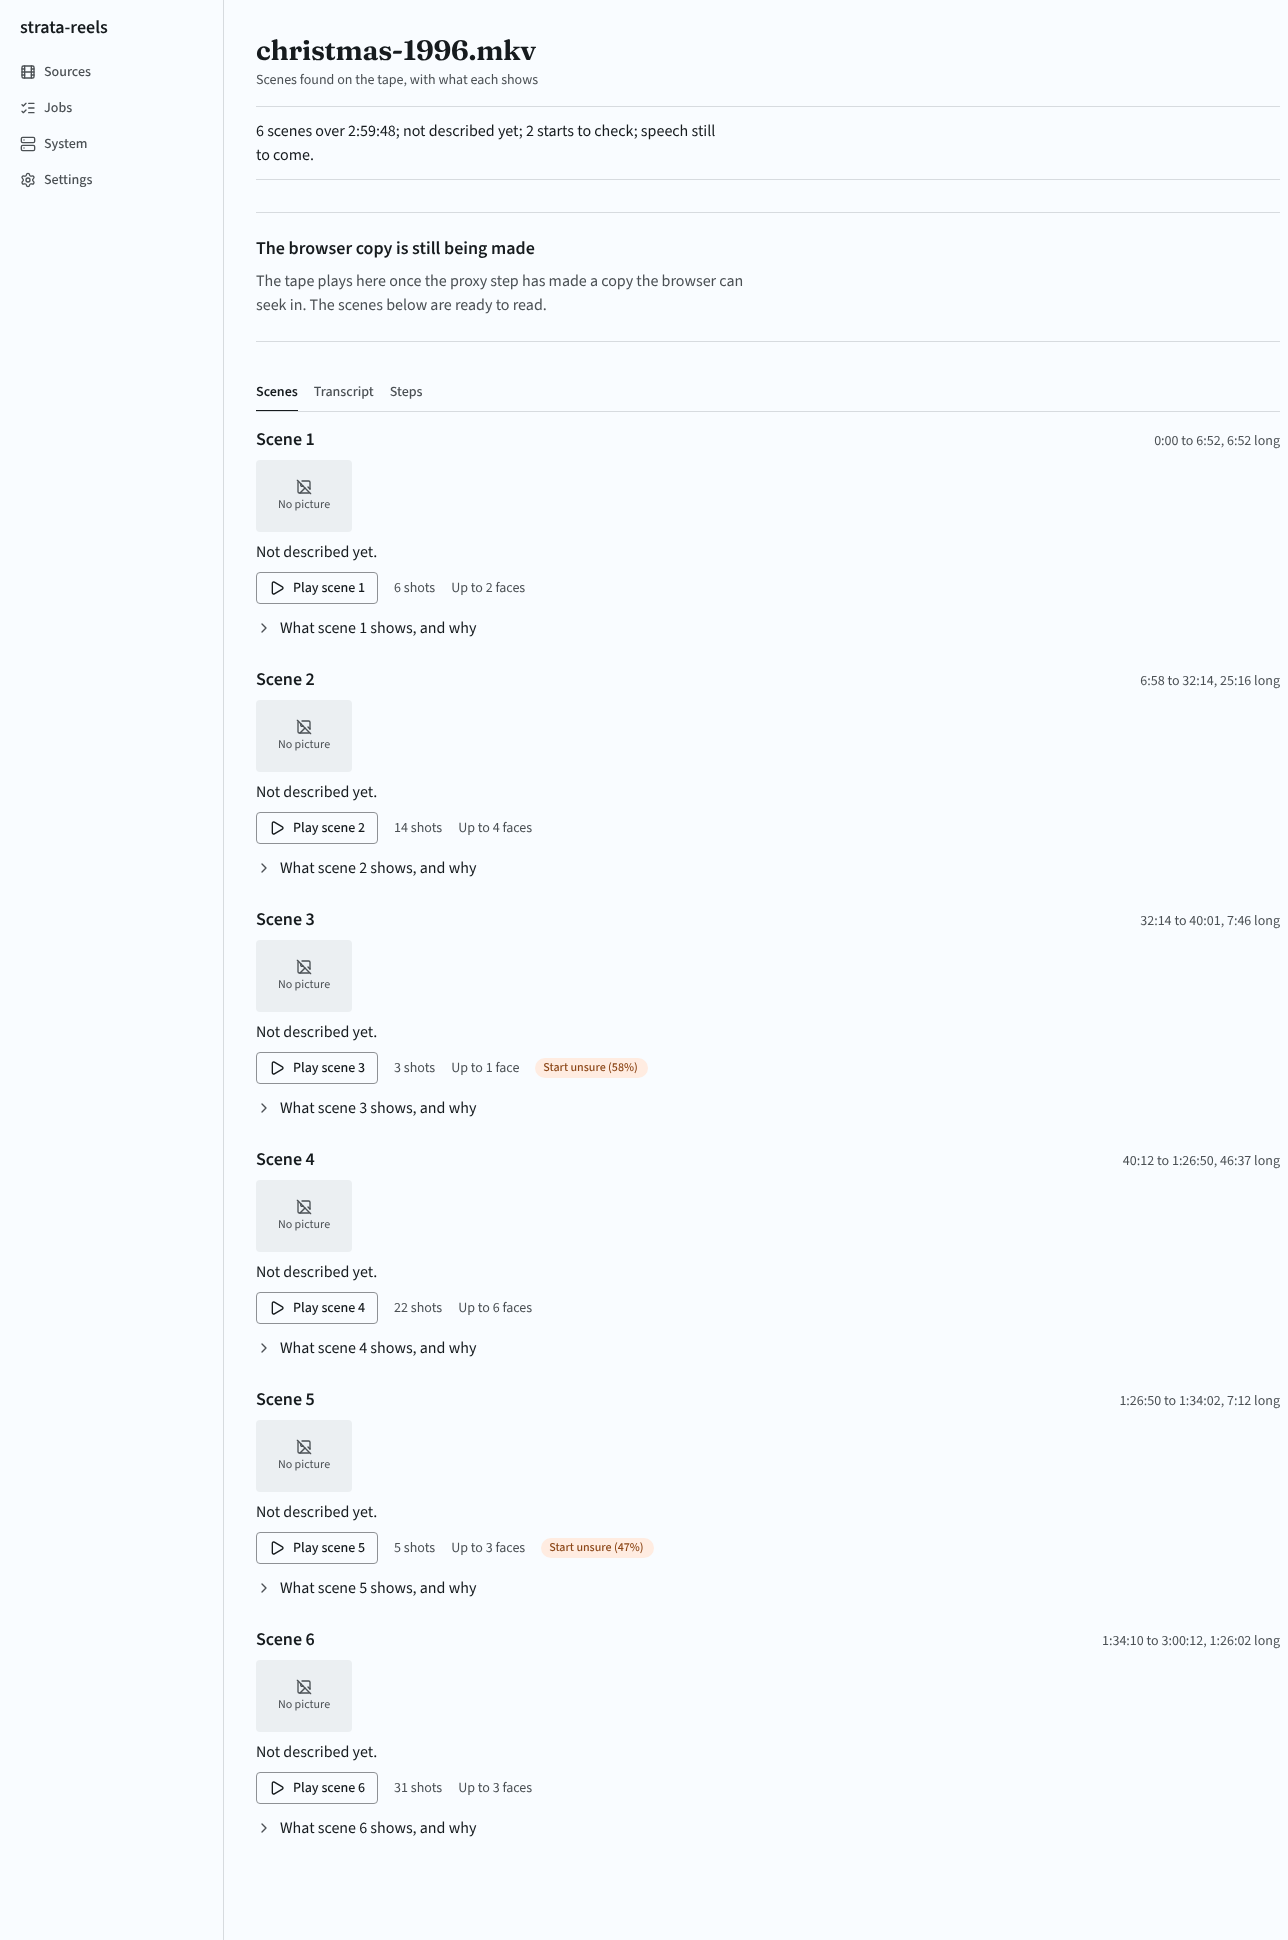 strata-reels
Sources
Jobs
System
Settings
christmas-1996.mkv
Scenes found on the tape, with what each shows
6 scenes over 2:59:48; not described yet; 2 starts to check; speech still
to come.
The browser copy is still being made
The tape plays here once the proxy step has made a copy the browser can
seek in. The scenes below are ready to read.
Scenes Transcript Steps
Scene 1 0:00 to 6:52, 6:52 long
No picture
Not described yet.
Play scene 1 6 shots Up to 2 faces
What scene 1 shows, and why
Scene 2 6:58 to 32:14, 25:16 long
No picture
Not described yet.
Play scene 2 14 shots Up to 4 faces
What scene 2 shows, and why
Scene 3 32:14 to 40:01, 7:46 long
No picture
Not described yet.
Play scene 3 3 shots Up to 1 face Start unsure (58%)
What scene 3 shows, and why
Scene 4 40:12 to 1:26:50, 46:37 long
No picture
Not described yet.
Play scene 4 22 shots Up to 6 faces
What scene 4 shows, and why
Scene 5 1:26:50 to 1:34:02, 7:12 long
No picture
Not described yet.
Play scene 5 5 shots Up to 3 faces Start unsure (47%)
What scene 5 shows, and why
Scene 6 1:34:10 to 3:00:12, 1:26:02 long
No picture
Not described yet.
Play scene 6 31 shots Up to 3 faces
What scene 6 shows, and why